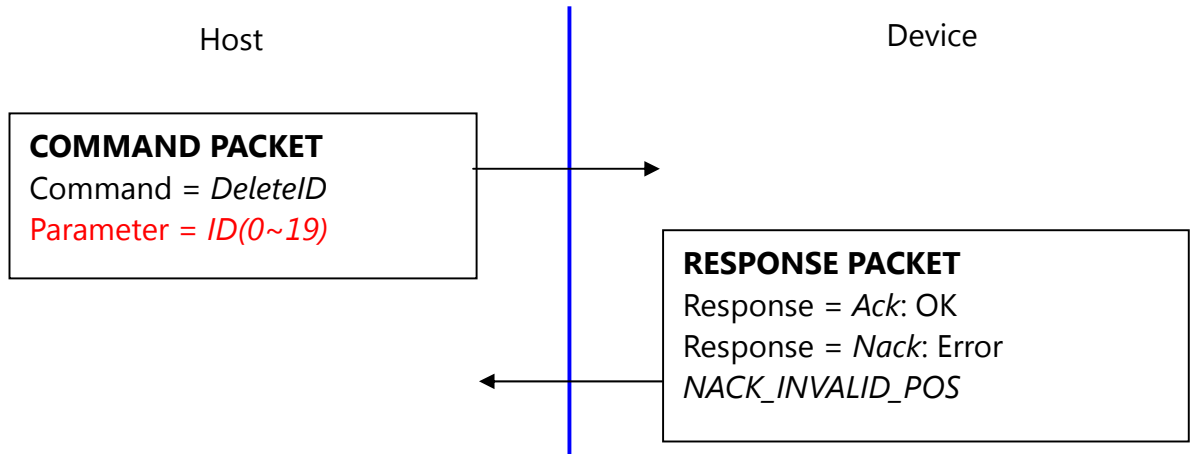 Host
Device
COMMAND PACKET
Command = DeleteID
Parameter = ID(0~19)
RESPONSE PACKET
Response = Ack: OK
Response = Nack: Error
NACK_INVALID_POS